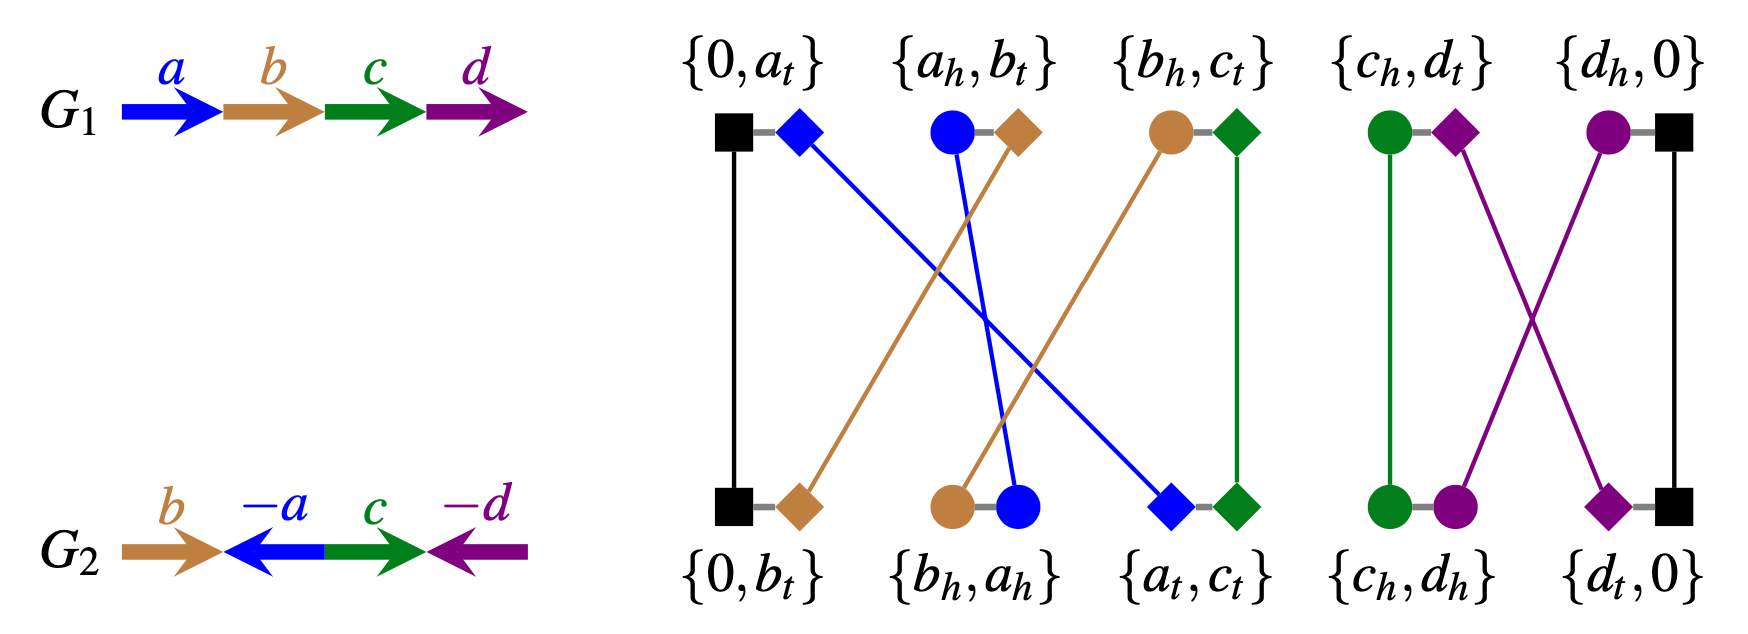 {0, a_t} {a_h, b_t} {b_h, c_t} {c_h, d_t} {d_h, 0}
a b c d
G_1
b −a c −d
G_2
{0, b_t} {b_h, a_h} {a_t, c_t} {c_h, d_h} {d_t, 0}